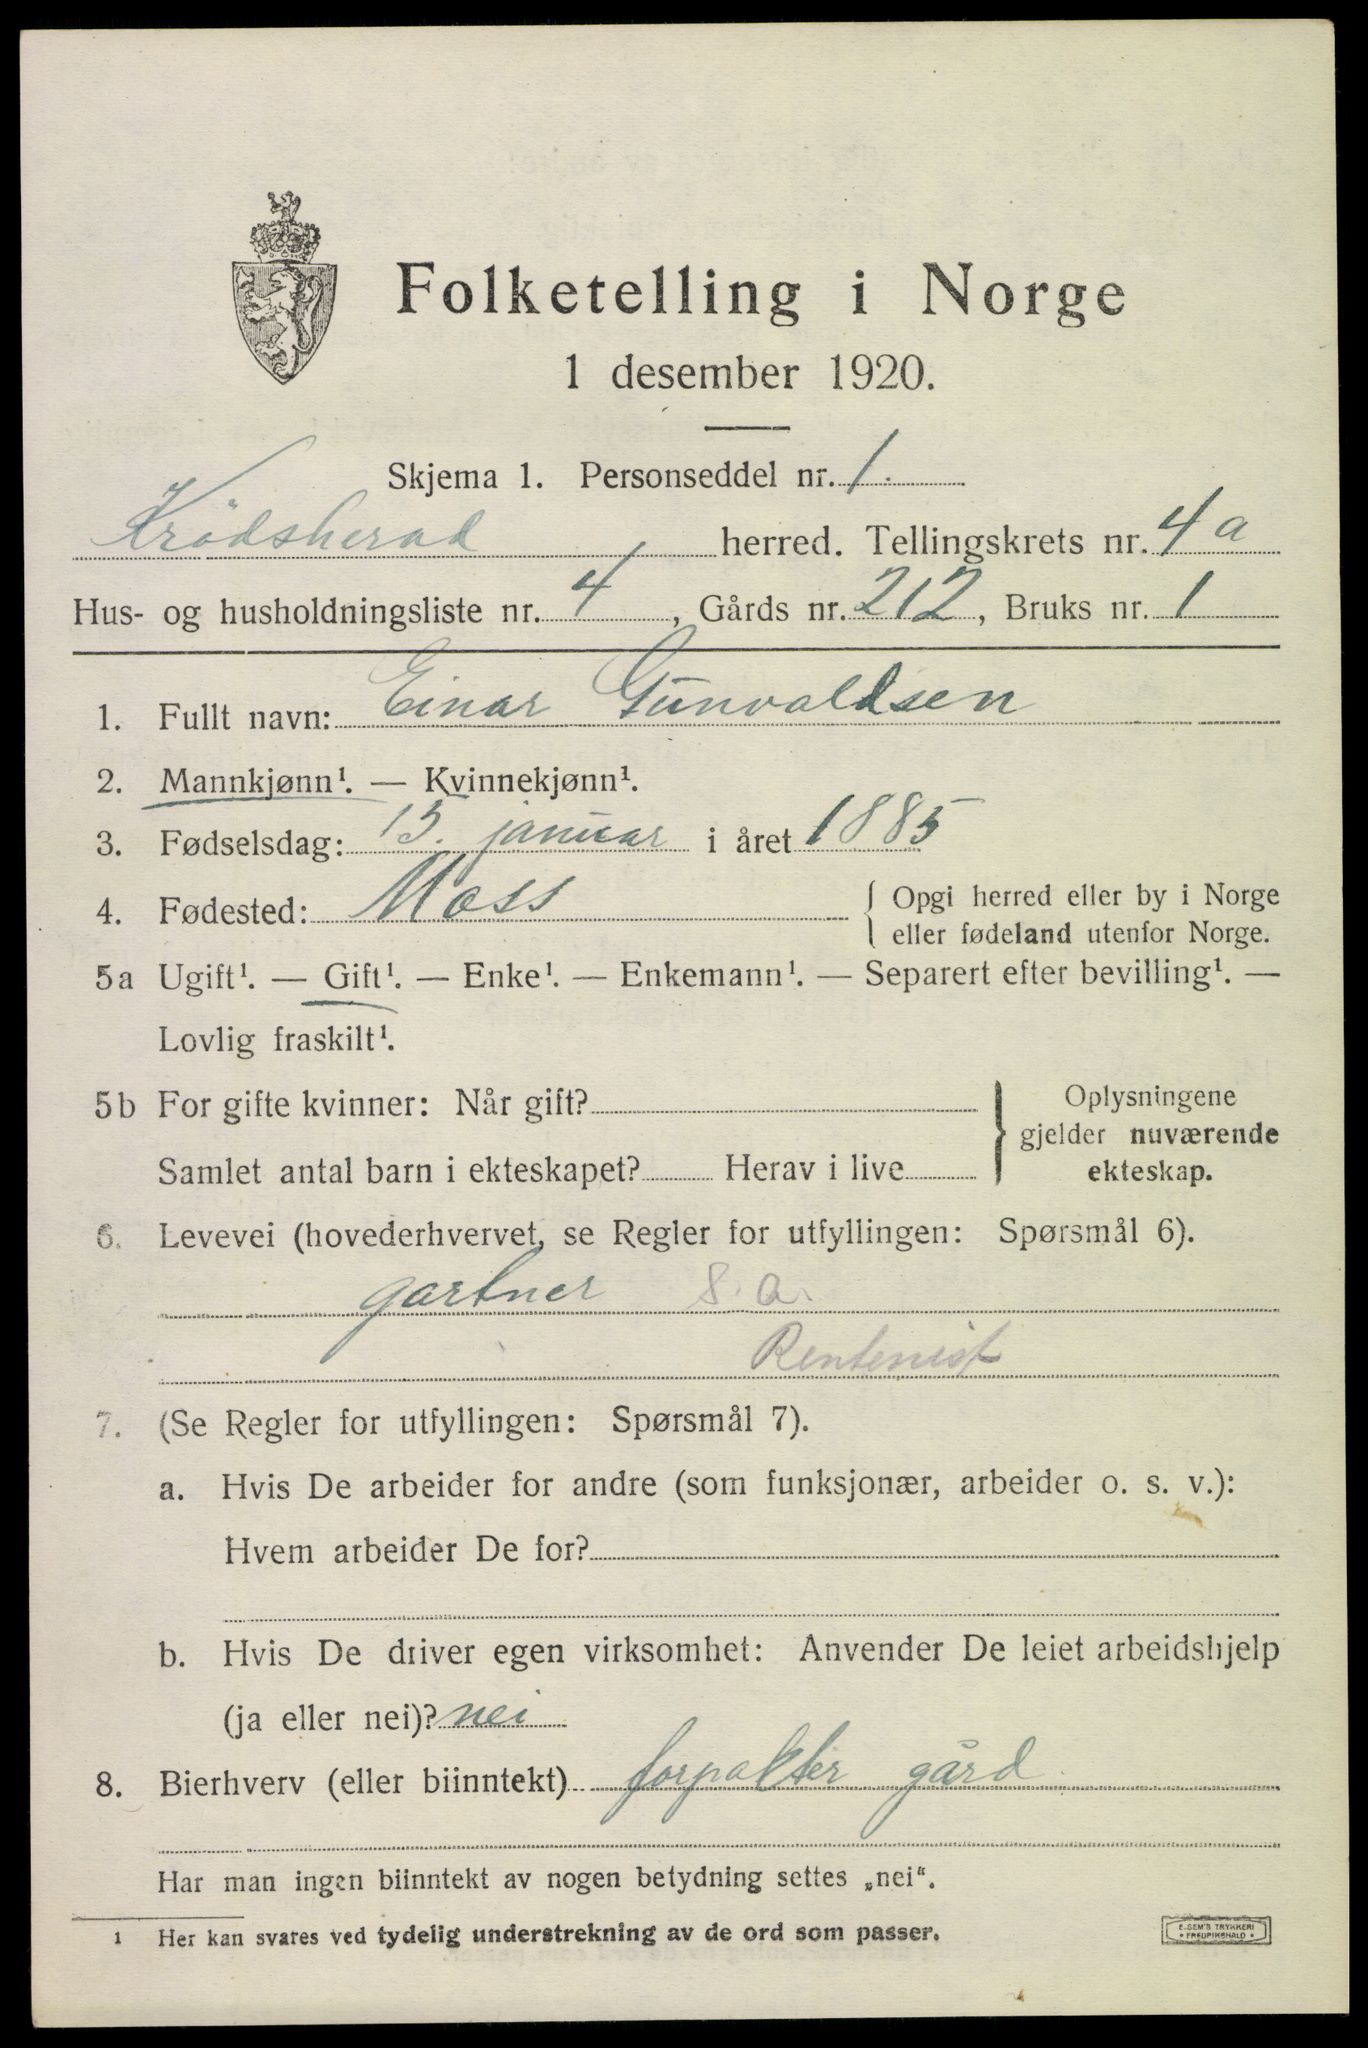 Folketelling i Norge
1 desember 1920.
Skjema 1. Personseddel nr. 1.
Krødsherad herred. Tellingskrets nr. 4a
Hus- og husholdningsliste nr. 4, Gårds nr. 212, Bruks nr. 1
1. Fullt navn: Einar Gunvaldsen
2. Mannkjønn¹. — Kvinnekjønn¹.
3. Fødselsdag: 15. januar i året 1885
4. Fødested: Moss { Opgi herred eller by i Norge
eller fødeland utenfor Norge.
5a Ugift¹. — Gift¹. — Enke¹. — Enkemann¹. — Separert efter bevilling¹. —
Lovlig fraskilt¹.
5b For gifte kvinner: Når gift? } Oplysningene
gjelder nuværende
Samlet antal barn i ekteskapet? Herav i live
ekteskap.
6. Levevei (hovederhvervet, se Regler for utfyllingen: Spørsmål 6).
gartner S. a.
Rentenist
7. (Se Regler for utfyllingen: Spørsmål 7).
a. Hvis De arbeider for andre (som funksjonær, arbeider o. s. v.):
Hvem arbeider De for?
b. Hvis De driver egen virksomhet: Anvender De leiet arbeidshjelp
(ja eller nei)? nei
8. Bierhverv (eller biinntekt) forpakter gård
Har man ingen biinntekt av nogen betydning settes „nei“.
1 Her kan svares ved tydelig understrekning av de ord som passer.
E. SEM'S TRYKKERI
• FREDRIKSHALD •